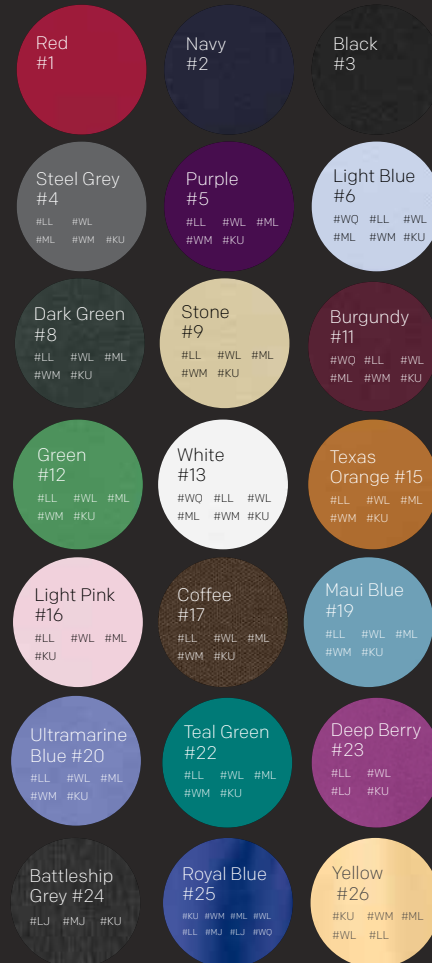 Red
#1
Navy
#2
Black
#3
Steel Grey
#4
#LL #WL
#ML #WM #KU
Purple
#5
#LL #WL #ML
#WM #KU
Light Blue
#6
#WQ #LL #WL
#ML #WM #KU
Dark Green
#8
#LL #WL #ML
#WM #KU
Stone
#9
#LL #WL #ML
#WM #KU
Burgundy
#11
#WQ #LL #WL
#ML #WM #KU
Green
#12
#LL #WL #ML
#WM #KU
White
#13
#WQ #LL #WL
#ML #WM #KU
Texas
Orange #15
#LL #WL #ML
#WM #KU
Light Pink
#16
#LL #WL #ML
#KU
Coffee
#17
#LL #WL #ML
#WM #KU
Maui Blue
#19
#LL #WL #ML
#WM #KU
Ultramarine
Blue #20
#LL #WL #ML
#WM #KU
Teal Green
#22
#LL #WL #ML
#WM #KU
Deep Berry
#23
#LL #WL
#LJ #KU
Battleship
Grey #24
#LJ #MJ #KU
Royal Blue
#25
#KU #WM #ML #WL
#LL #MJ #LJ #WQ
Yellow
#26
#KU #WM #ML
#WL #LL